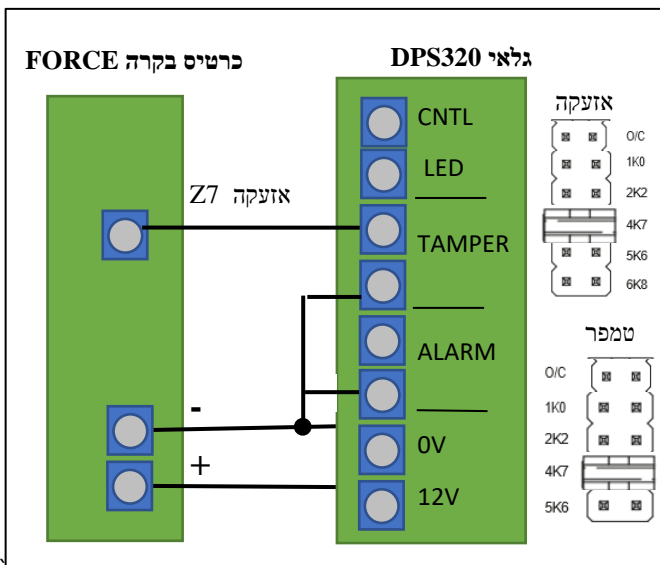 כרטיס בקרה FORCE
גלאי DPS320
CNTL
LED
TAMPER
ALARM
0V
12V
אזעקה Z7
-
+
אזעקה
O/C
1K0
2K2
4K7
5K6
6K8
טמפר
O/C
1K0
2K2
4K7
5K6